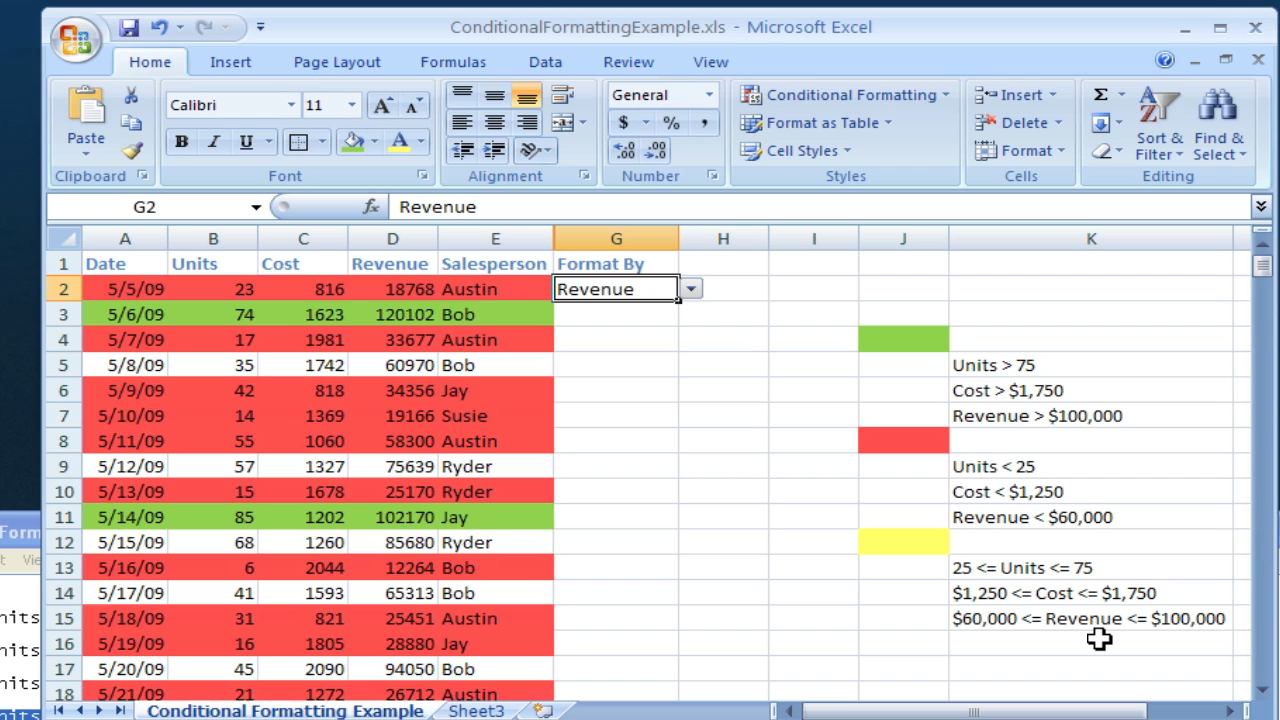 ConditionalFormattingExample.xls - Microsoft Excel
Home Insert Page Layout Formulas Data Review View
Paste Calibri 11 A A General Conditional Formatting Insert Σ Sort & Filter Find & Select
B I U A $ % , Format as Table Delete
.00 .0 Cell Styles Format
Clipboard Font Alignment Number Styles Cells Editing
G2 fx Revenue
A B C D E G H I J K
1 Date Units Cost Revenue Salesperson Format By
2 5/5/09 23 816 18768 Austin Revenue
3 5/6/09 74 1623 120102 Bob
4 5/7/09 17 1981 33677 Austin
5 5/8/09 35 1742 60970 Bob Units > 75
6 5/9/09 42 818 34356 Jay Cost > $1,750
7 5/10/09 14 1369 19166 Susie Revenue > $100,000
8 5/11/09 55 1060 58300 Austin
9 5/12/09 57 1327 75639 Ryder Units < 25
10 5/13/09 15 1678 25170 Ryder Cost < $1,250
11 5/14/09 85 1202 102170 Jay Revenue < $60,000
12 5/15/09 68 1260 85680 Ryder
13 5/16/09 6 2044 12264 Bob 25 <= Units <= 75
14 5/17/09 41 1593 65313 Bob $1,250 <= Cost <= $1,750
15 5/18/09 31 821 25451 Austin $60,000 <= Revenue <= $100,000
16 5/19/09 16 1805 28880 Jay
17 5/20/09 45 2090 94050 Bob
18 5/21/09 21 1272 26712 Austin
Conditional Formatting Example Sheet3